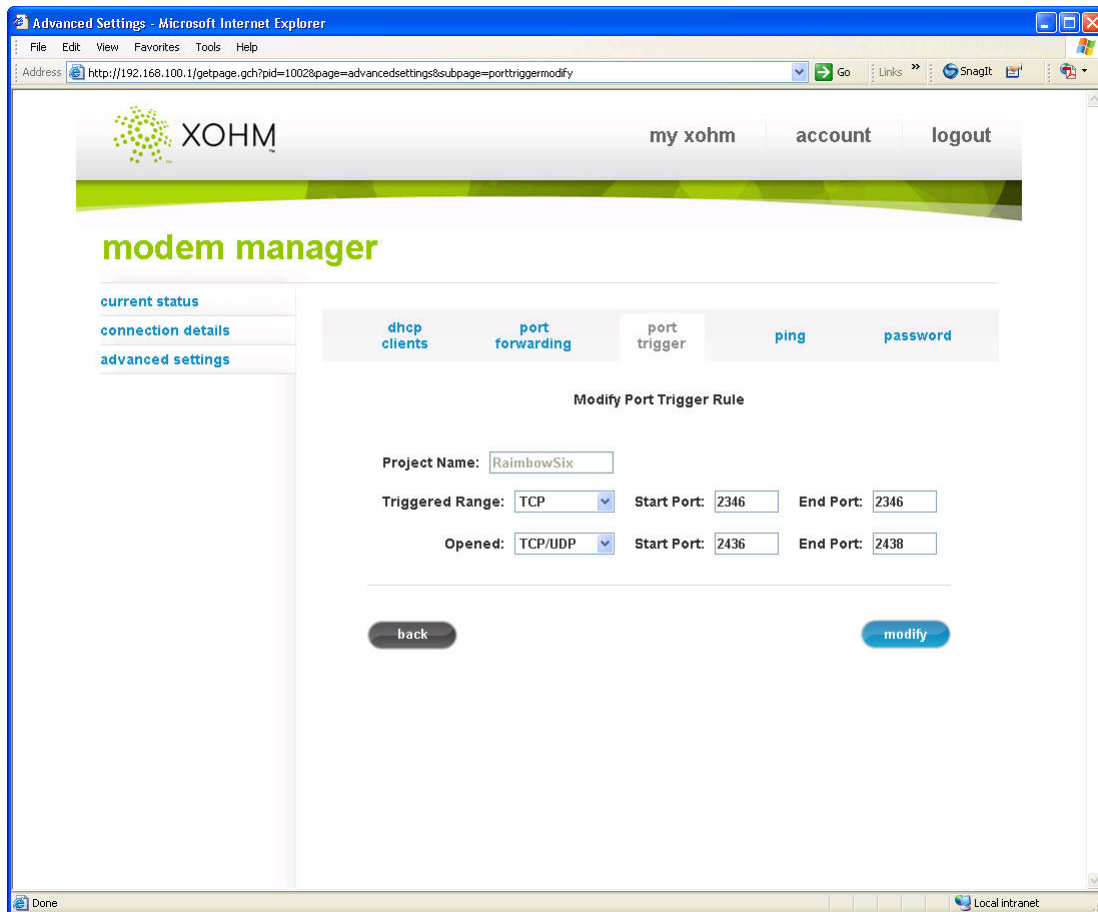 Advanced Settings - Microsoft Internet Explorer
File Edit View Favorites Tools Help
Address http://192.168.100.1/getpage.gch?pid=1002&page=advancedsettings&subpage=porttriggermodify Go Links » SnagIt
XOHM™
my xohm account logout
modem manager
current status
connection details
advanced settings
dhcp clients
port forwarding
port trigger
ping
password
Modify Port Trigger Rule
Project Name: RaimbowSix
Triggered Range: TCP Start Port: 2346 End Port: 2346
Opened: TCP/UDP Start Port: 2436 End Port: 2438
back modify
Done Local intranet